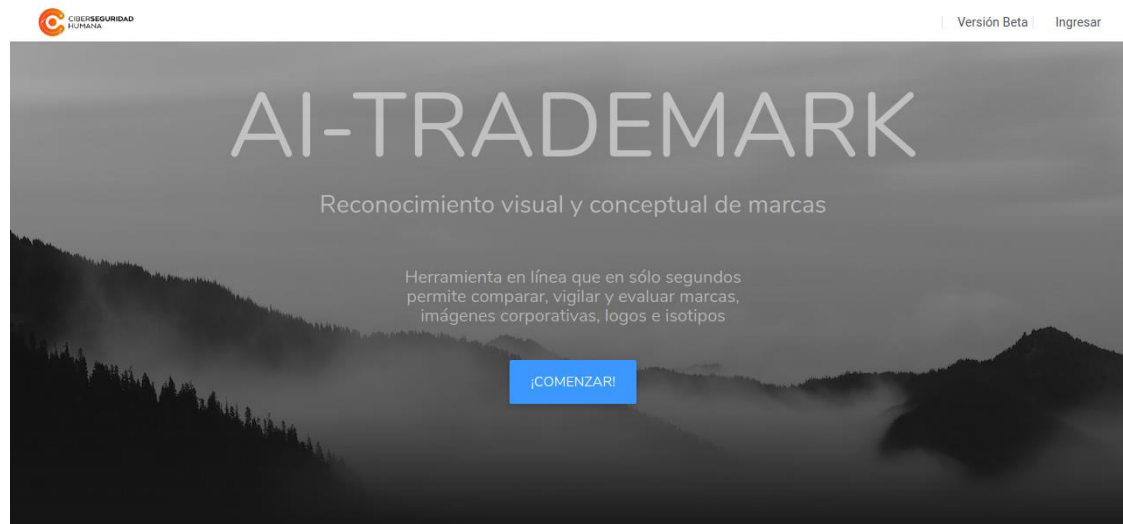 CIBERSEGURIDAD
HUMANA
Versión Beta
Ingresar
AI-TRADEMARK
Reconocimiento visual y conceptual de marcas
Herramienta en línea que en sólo segundos
permite comparar, vigilar y evaluar marcas,
imágenes corporativas, logos e isotipos
¡COMENZAR!